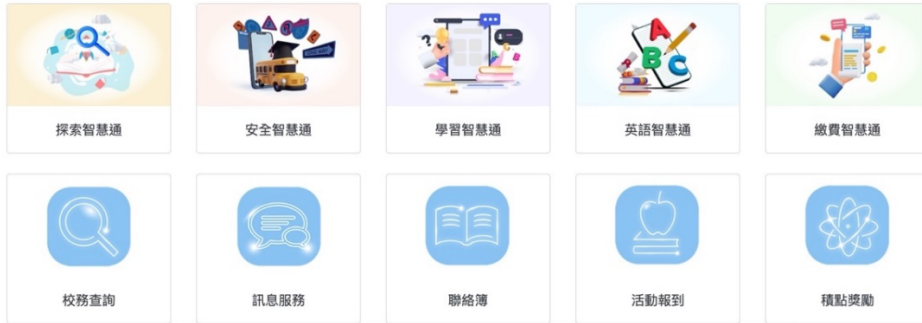 探索智慧通
安全智慧通
學習智慧通
英語智慧通
繳費智慧通
校務查詢
訊息服務
聯絡簿
活動報到
積點獎勵
A
B
C
?